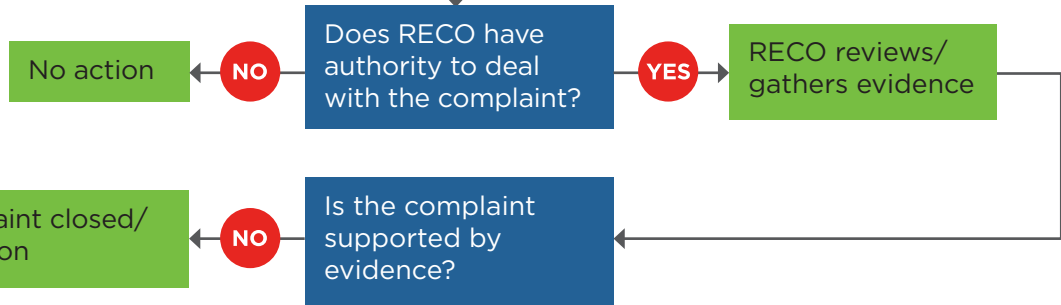 No action
NO
Does RECO have
authority to deal
with the complaint?
YES
RECO reviews/
gathers evidence
aint closed/
on
NO
Is the complaint
supported by
evidence?